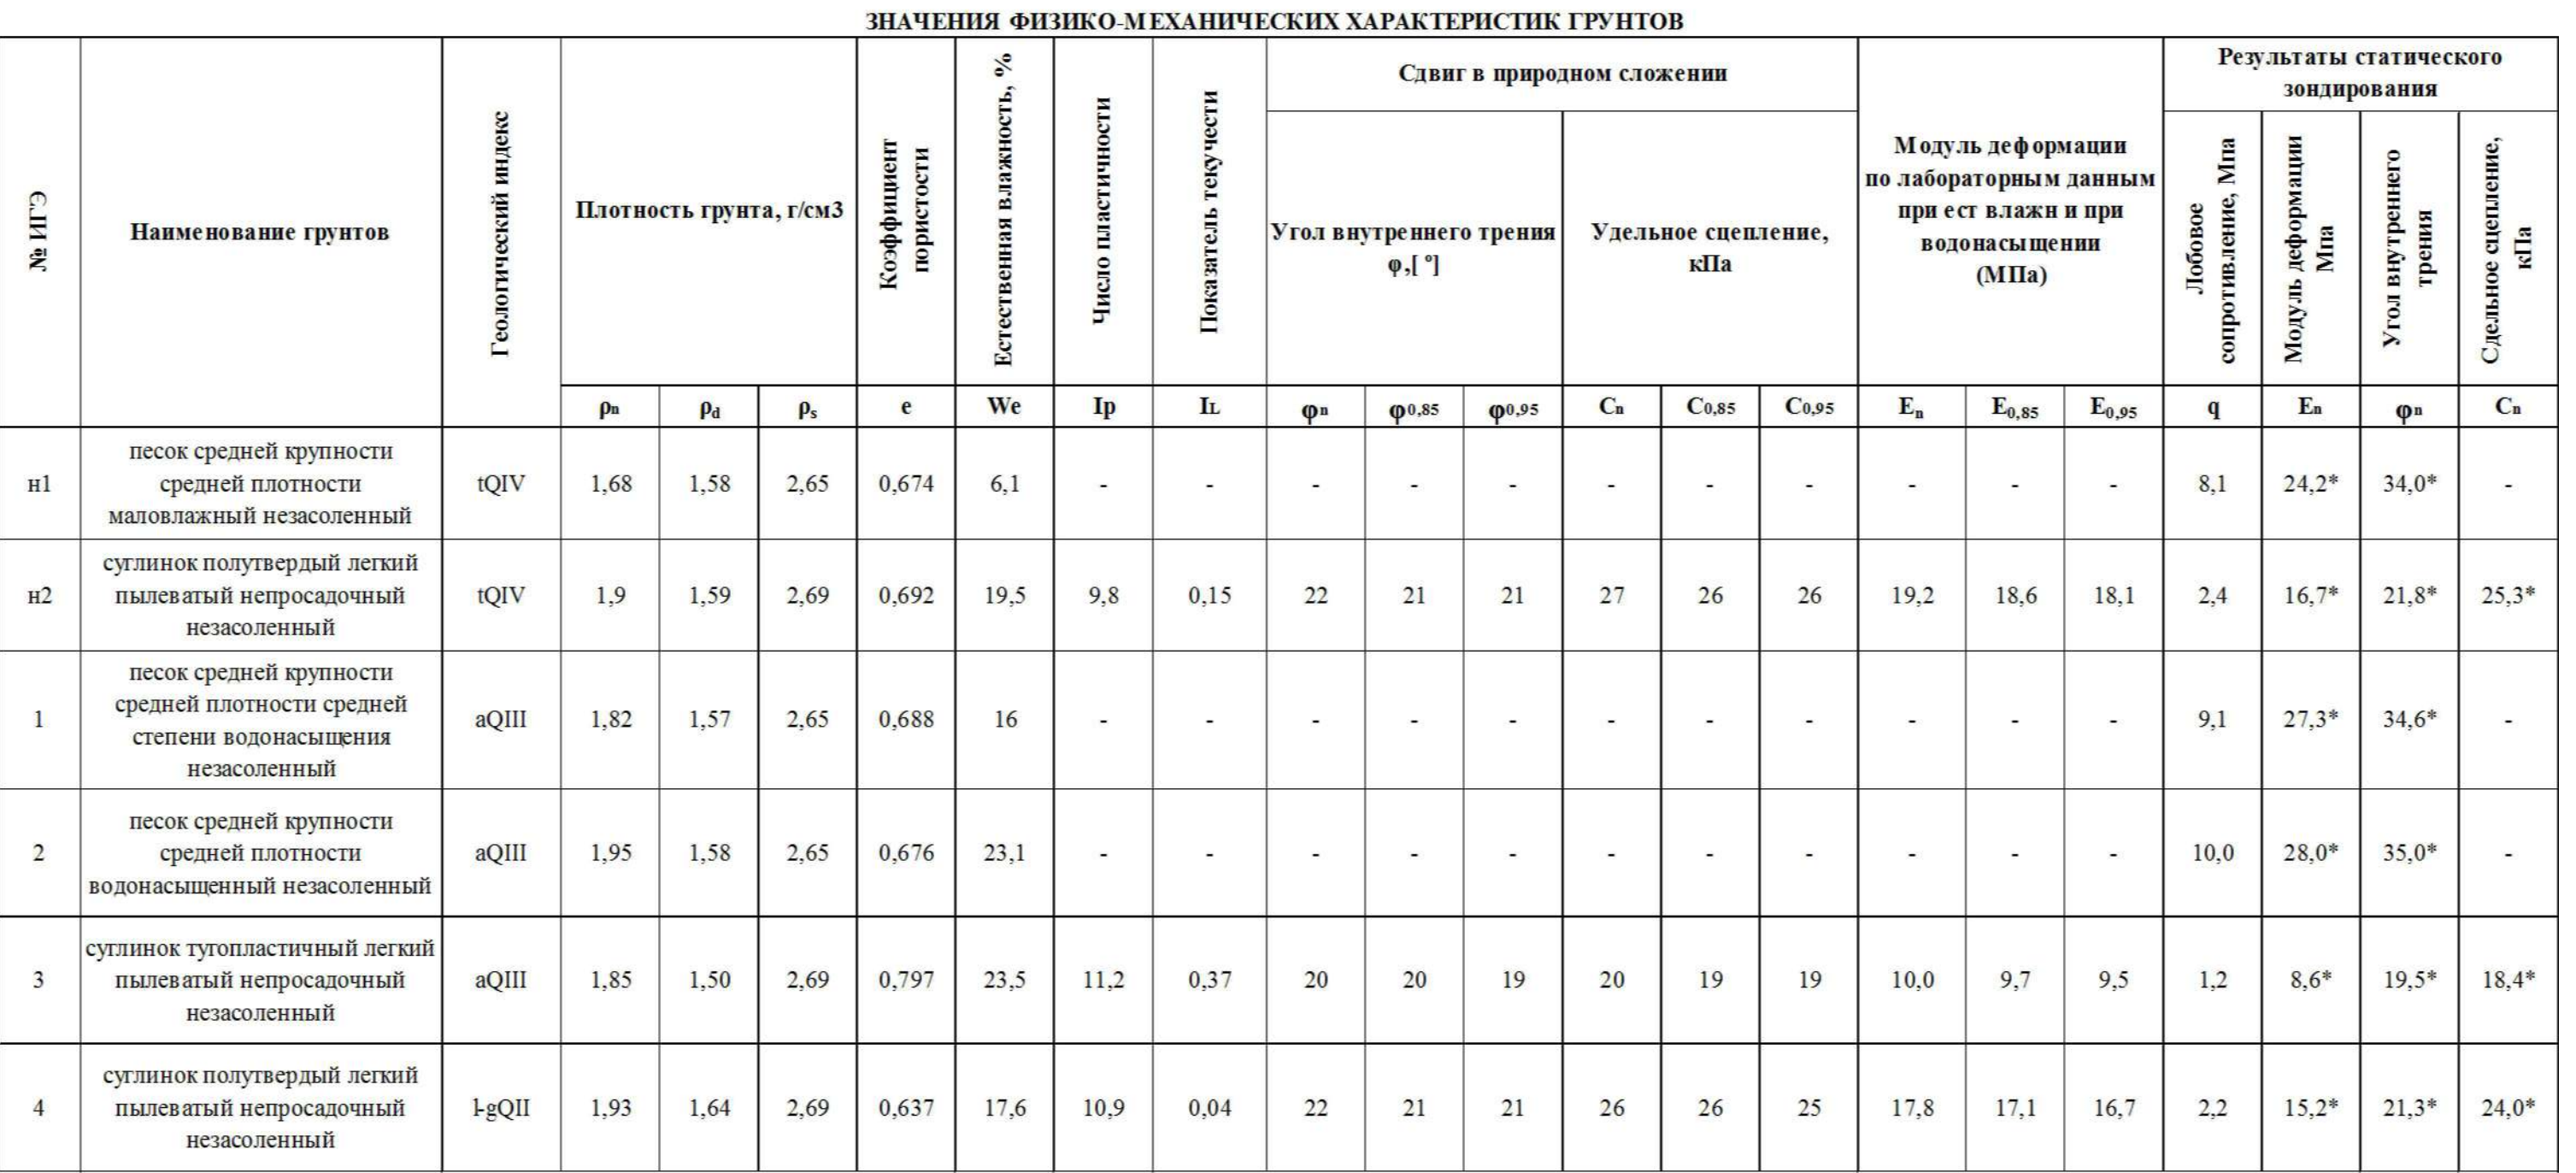 ЗНАЧЕНИЯ ФИЗИКО-МЕХАНИЧЕСКИХ ХАРАКТЕРИСТИК ГРУНТОВ
№ ИГЭ
Наименование грунтов
Геологический индекс
Плотность грунта, г/см3
Коэффициент
пористости
Естественная влажность, %
Число пластичности
Показатель текучести
Сдвиг в природном сложении
Угол внутреннего трения
φ,[ º]
Удельное сцепление,
кПа
Модуль деформации
по лабораторным данным
при ест влажн и при
водонасыщении
(МПа)
Результаты статического
зондирования
Лобовое
сопротивление, Мпа
Модуль деформации
Мпа
Угол внутреннего
трения
Сдельное сцепление,
кПа
ρn ρd ρs e We Ip IL φn φ0,85 φ0,95 Cn C0,85 C0,95 En E0,85 E0,95 q En φn Cn
песок средней крупности
н1 средней плотности tQIV 1,68 1,58 2,65 0,674 6,1 - - - - - - - - - - - 8,1 24,2* 34,0* -
маловлажный незасоленный
суглинок полутвердый легкий
н2 пылеватый непросадочный tQIV 1,9 1,59 2,69 0,692 19,5 9,8 0,15 22 21 21 27 26 26 19,2 18,6 18,1 2,4 16,7* 21,8* 25,3*
незасоленный
песок средней крупности
средней плотности средней
1 aQIII 1,82 1,57 2,65 0,688 16 - - - - - - - - - - - 9,1 27,3* 34,6* -
степени водонасыщения
незасоленный
песок средней крупности
2 средней плотности aQIII 1,95 1,58 2,65 0,676 23,1 - - - - - - - - - - - 10,0 28,0* 35,0* -
водонасыщенный незасоленный
суглинок тугопластичный легкий
3 пылеватый непросадочный aQIII 1,85 1,50 2,69 0,797 23,5 11,2 0,37 20 20 19 20 19 19 10,0 9,7 9,5 1,2 8,6* 19,5* 18,4*
незасоленный
суглинок полутвердый легкий
4 пылеватый непросадочный l-gQII 1,93 1,64 2,69 0,637 17,6 10,9 0,04 22 21 21 26 26 25 17,8 17,1 16,7 2,2 15,2* 21,3* 24,0*
незасоленный